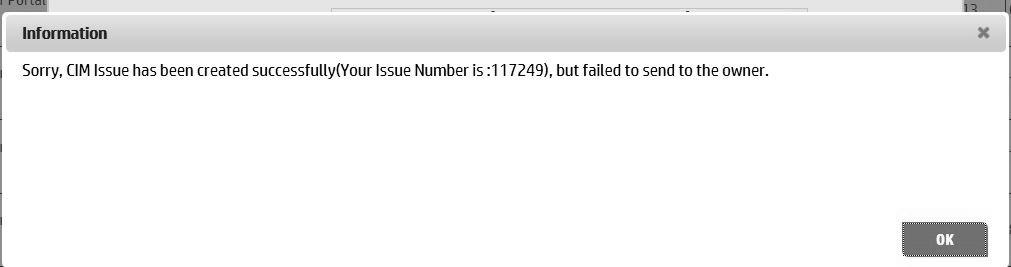 Portal
13
Information
Sorry, CIM Issue has been created successfully(Your Issue Number is :117249), but failed to send to the owner.
OK